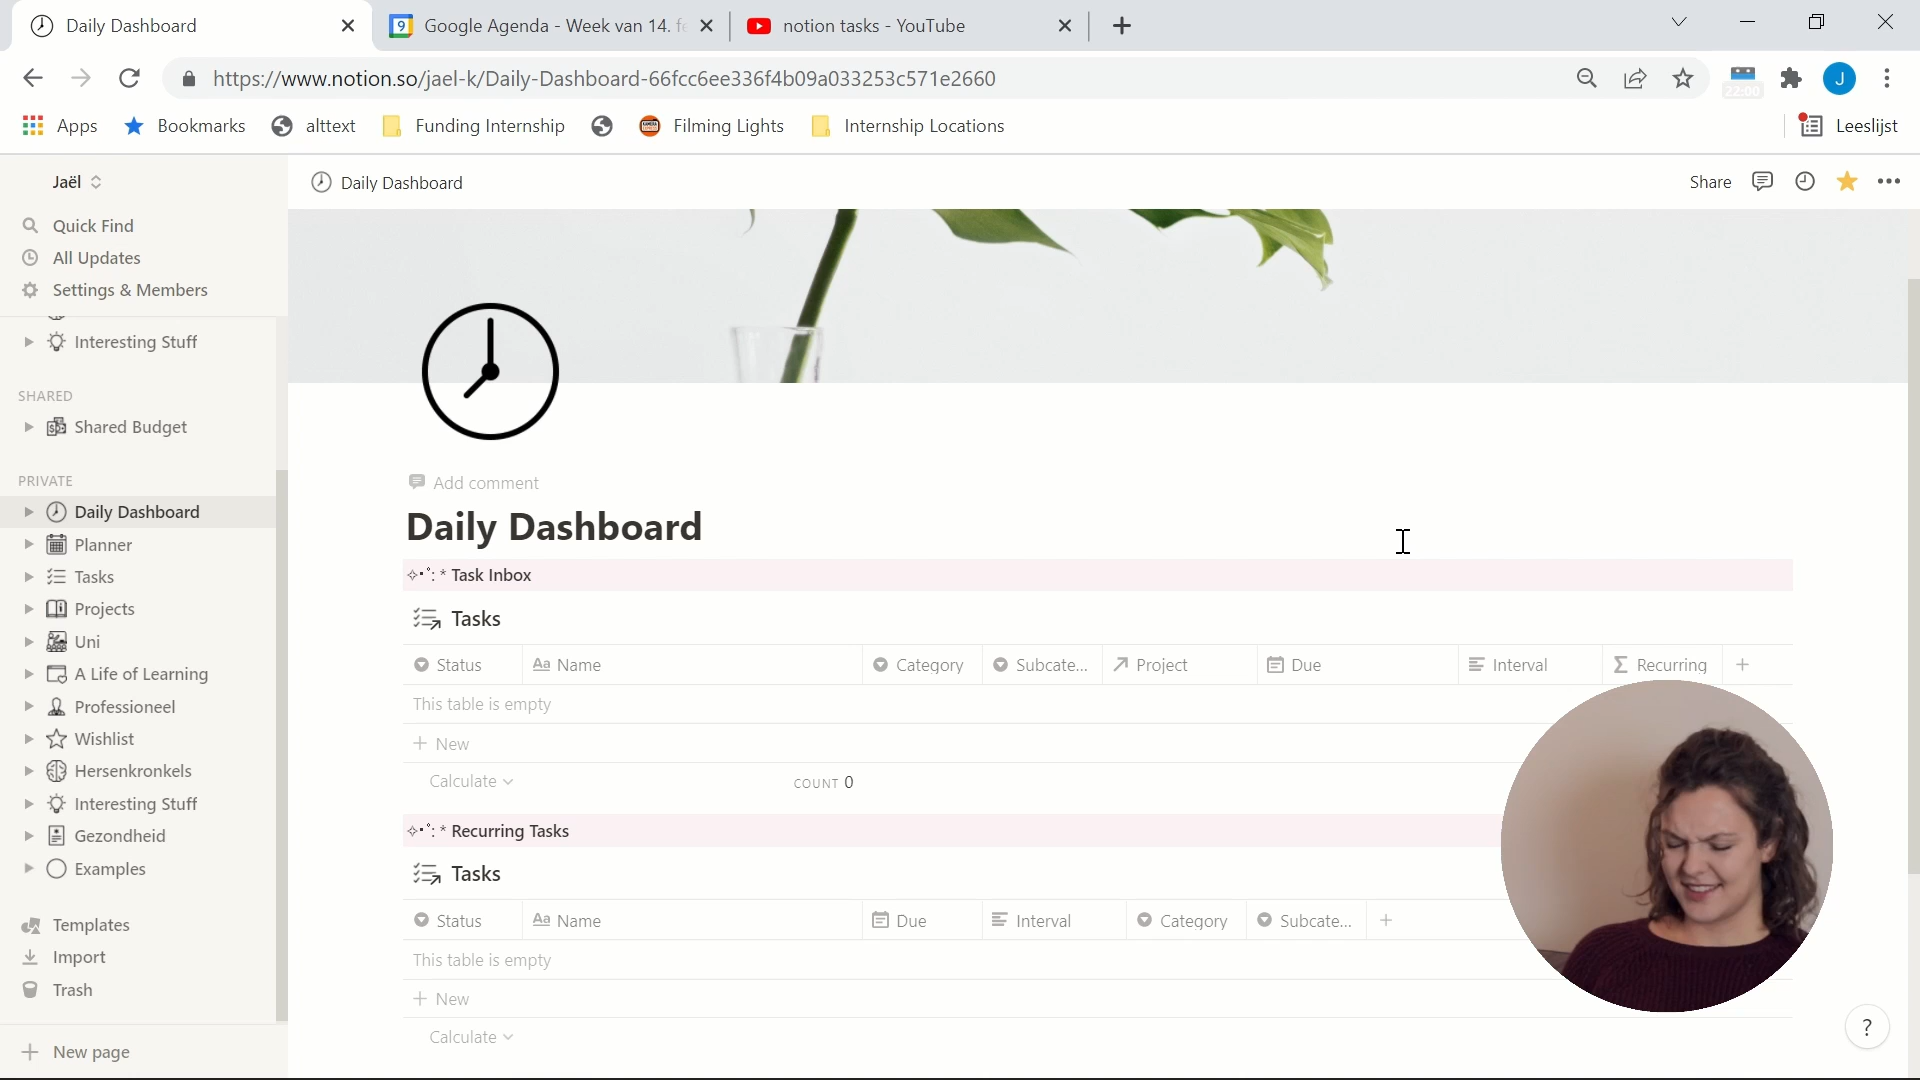 Daily Dashboard
Google Agenda - Week van 14. fe
notion tasks - YouTube
https://www.notion.so/jael-k/Daily-Dashboard-66fcc6ee336f4b09a033253c571e2660
22:00
J
Apps
Bookmarks
alttext
Funding Internship
Filming Lights
Internship Locations
Leeslijst
Jaël
Daily Dashboard
Share
Quick Find
All Updates
Settings & Members
Interesting Stuff
SHARED
Shared Budget
PRIVATE
Daily Dashboard
Planner
Tasks
Projects
Uni
A Life of Learning
Professioneel
Wishlist
Hersenkronkels
Interesting Stuff
Gezondheid
Examples
Templates
Import
Trash
New page
Add comment
Daily Dashboard
✧･ﾟ: * Task Inbox
Tasks
Status Aa Name Category Subcate... Project Due Interval Σ Recurring
This table is empty
+ New
Calculate COUNT 0
✧･ﾟ: * Recurring Tasks
Tasks
Status Aa Name Due Interval Category Subcate...
This table is empty
+ New
Calculate
?